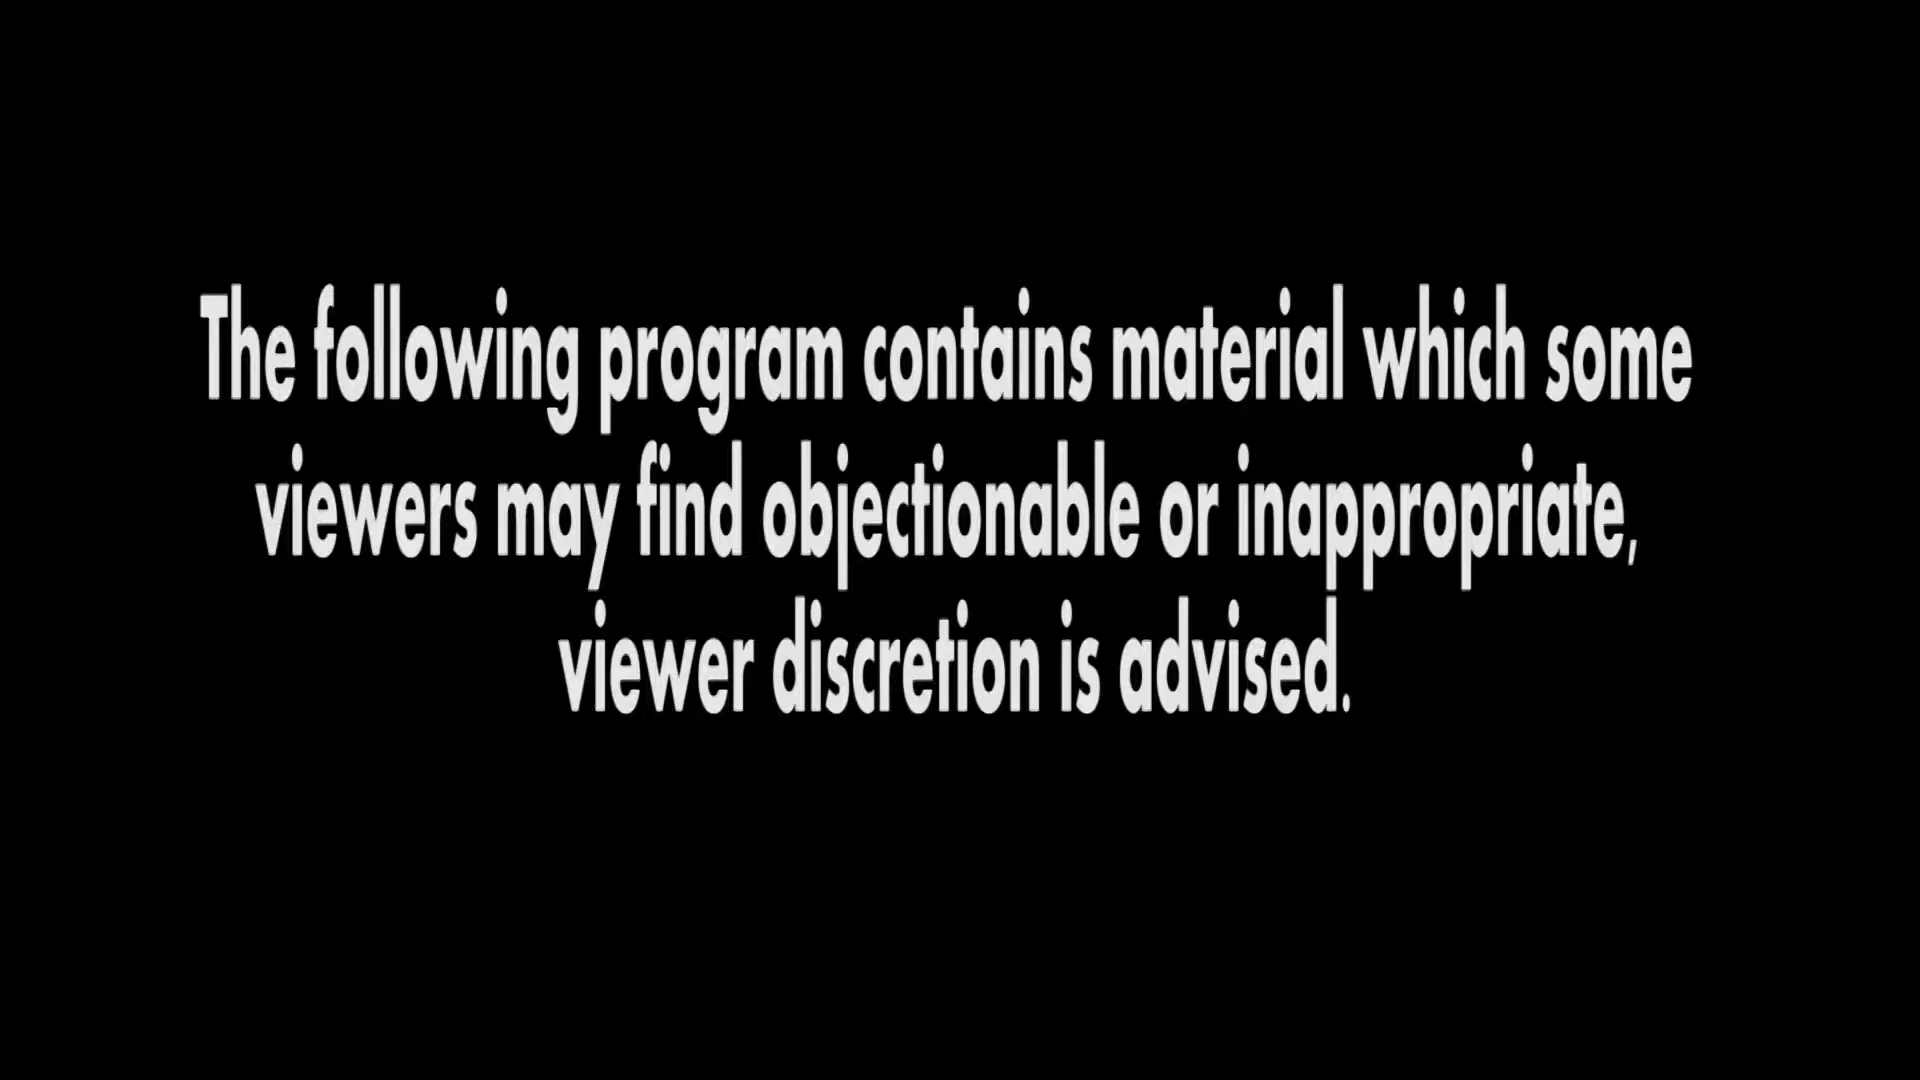 The following program contains material which some
viewers may find objectionable or inappropriate,
viewer discretion is advised.